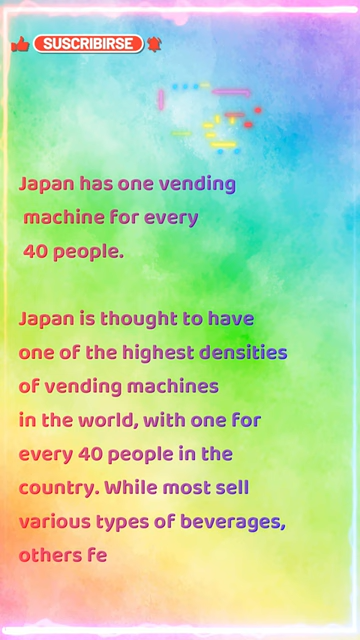 SUSCRIBIRSE
Japan has one vending
machine for every
40 people.
Japan is thought to have
one of the highest densities
of vending machines
in the world, with one for
every 40 people in the
country. While most sell
various types of beverages,
others fe